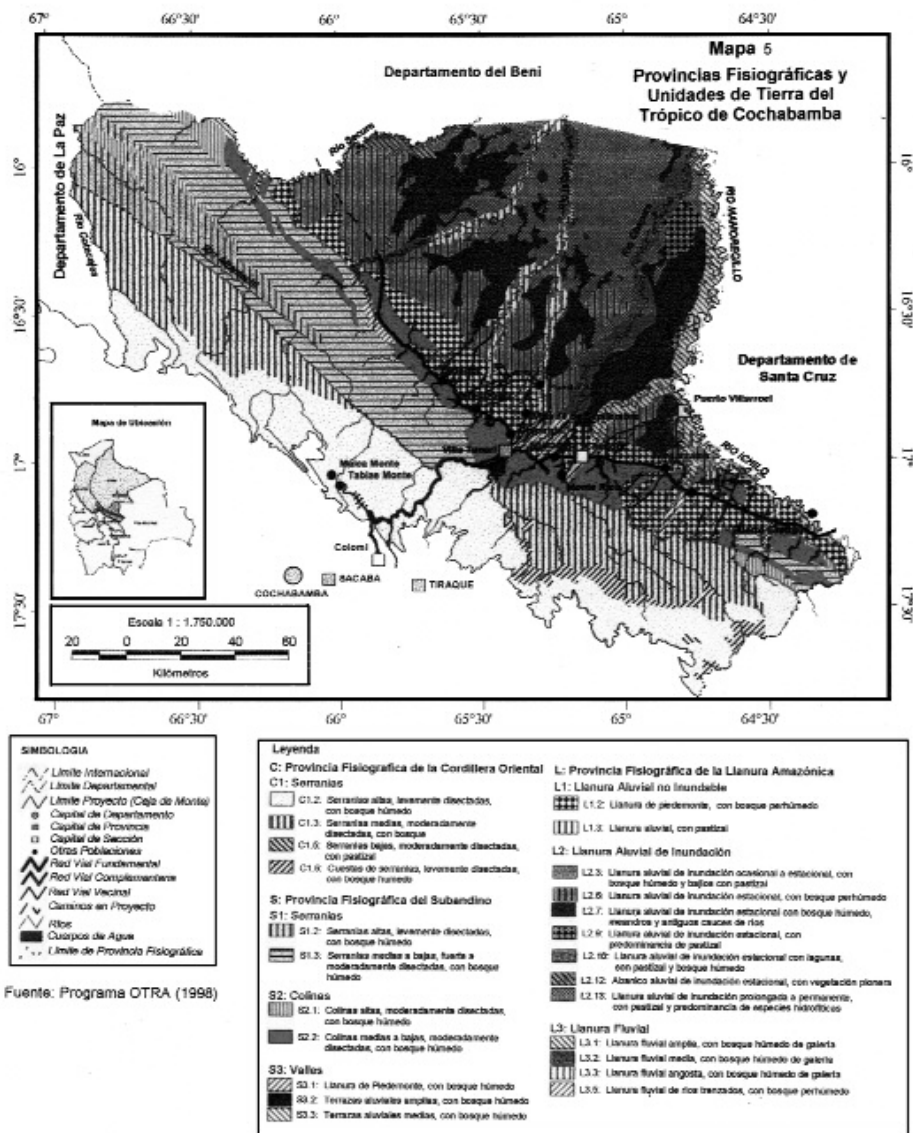 67° 66°30' 66° 65°30' 65° 64°30'
Mapa 5
Provincias Fisiográficas y
Unidades de Tierra del
Trópico de Cochabamba
Departamento del Beni
Departamento de La Paz
Río Securé
16°
16°
RIO MAMORECILLO
16°30'
16°30'
Departamento de
Santa Cruz
Puerto Villarroel
Mapa de Ubicación
17°
17°
RIO ICHILO
Maica Monte
Tablas Monte
Colomi
COCHABAMBA
SACABA
TIRAQUE
17°30'
17°30'
Escala 1 : 1.750.000
20 0 20 40 60
Kilómetros
67° 66°30' 66° 65°30' 65° 64°30'
SIMBOLOGIA
Límite Internacional
Límite Departamental
Límite Proyecto (Ceja de Monte)
Capital de Departamento
Capital de Provincia
Capital de Sección
Otras Poblaciones
Red Vial Fundamental
Red Vial Complementaria
Red Vial Vecinal
Caminos en Proyecto
Ríos
Cuerpos de Agua
Límite de Provincia Fisiográfica
Fuente: Programa OTRA (1998)
Leyenda
C: Provincia Fisiografica de la Cordillera Oriental
C1: Serranías
C1.2: Serranías altas, levemente disectadas,
con bosque húmedo
C1.3: Serranías medias, moderadamente
disectadas, con bosque
Serranías bajas, moderadamente disectadas,
con pastizal
Cuestas de serranías, levemente disectadas,
con bosque humedo
S: Provincia Fisiográfica del Subandino
S1: Serranías
S1.2: Serranías altas, levemente disectadas,
con bosque húmedo
S1.3: Serranías medias a bajas, fuerte a
moderadamente disectadas, con bosque
húmedo
S2: Colinas
S2.1: Colinas altas, moderadamente disectadas,
con bosque húmedo
S2.2: Colinas medias a bajas, moderadamente
disectadas, con bosque húmedo
S3: Valles
S3.1: Llanura de Piedemonte, con bosque húmedo
S3.2: Terrazas aluviales amplias, con bosque húmedo
S3.3: Terrazas aluviales medias, con bosque húmedo
L: Provincia Fisiográfica de la Llanura Amazónica
L1: Llanura Aluvial no Inundable
L1.2: Llanura de piedemonte, con bosque perhúmedo
L1.3: Llanura aluvial, con pastizal
L2: Llanura Aluvial de Inundación
L2.3: Llanura aluvial de inundación ocasional a estacional, con
bosque húmedo y bajíos con pastizal
L2.6: Llanura aluvial de inundación estacional, con bosque perhúmedo
L2.7: Llanura aluvial de inundación estacional con bosque húmedo,
meandros y antiguos cauces de ríos
L2.9: Llanura aluvial de inundación estacional, con
predominancia de pastizal
L2.10: Llanura aluvial de inundación estacional con lagunas,
con pastizal y bosque húmedo
L2.12: Abanico aluvial de inundación estacional, con vegetación pionera
L2.13: Llanura aluvial de inundación prolongada a permanente,
con pastizal y predominancia de especies hidrofíticas
L3: Llanura Fluvial
L3.1: Llanura fluvial amplia, con bosque húmedo de galería
L3.2: Llanura fluvial media, con bosque húmedo de galería
L3.3: Llanura fluvial angosta, con bosque húmedo de galería
L3.5: Llanura fluvial de ríos trenzados, con bosque perhúmedo